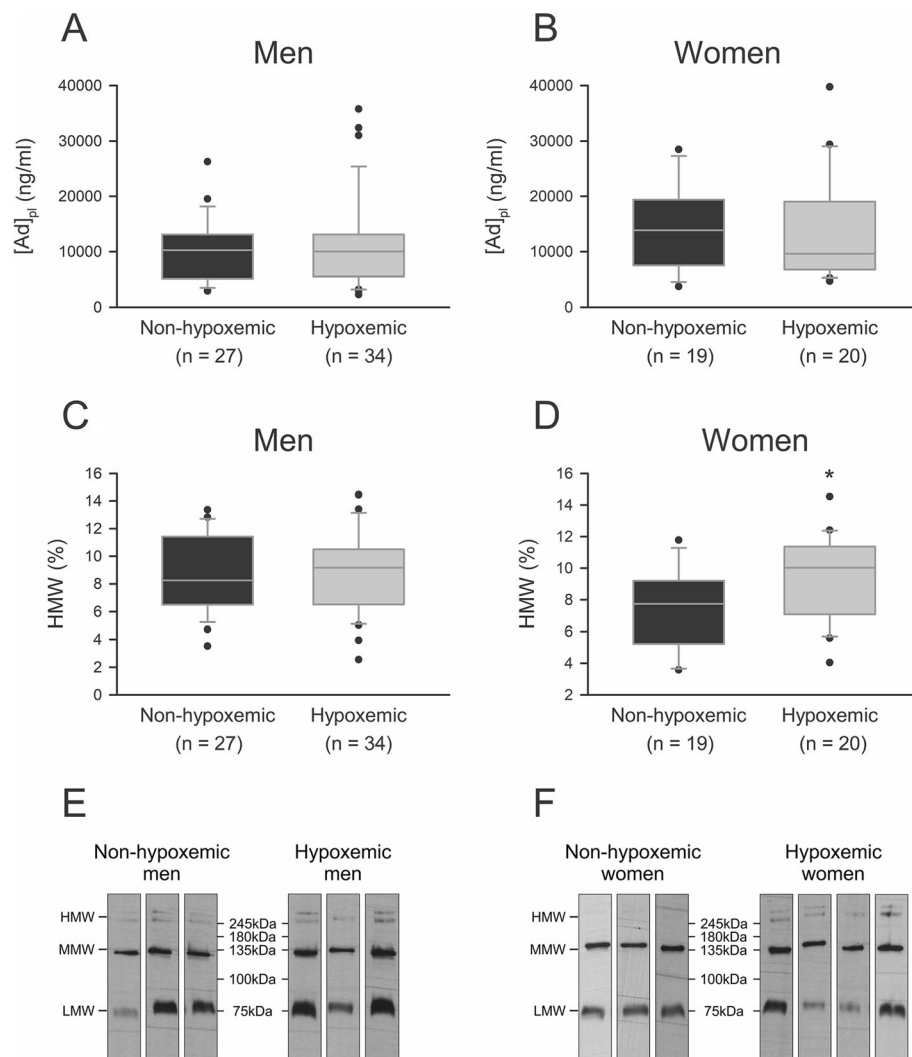 A
Men
[Ad]pl (ng/ml)
40000
30000
20000
10000
0
Non-hypoxemic
(n = 27)
Hypoxemic
(n = 34)
B
Women
[Ad]pl (ng/ml)
40000
30000
20000
10000
0
Non-hypoxemic
(n = 19)
Hypoxemic
(n = 20)
C
Men
HMW (%)
16
14
12
10
8
6
4
2
0
Non-hypoxemic
(n = 27)
Hypoxemic
(n = 34)
D
Women
HMW (%)
16
14
12
10
8
6
4
2
*
Non-hypoxemic
(n = 19)
Hypoxemic
(n = 20)
E
Non-hypoxemic
men
Hypoxemic
men
HMW
MMW
LMW
245kDa
180kDa
135kDa
100kDa
75kDa
F
Non-hypoxemic
women
Hypoxemic
women
HMW
MMW
LMW
245kDa
180kDa
135kDa
100kDa
75kDa